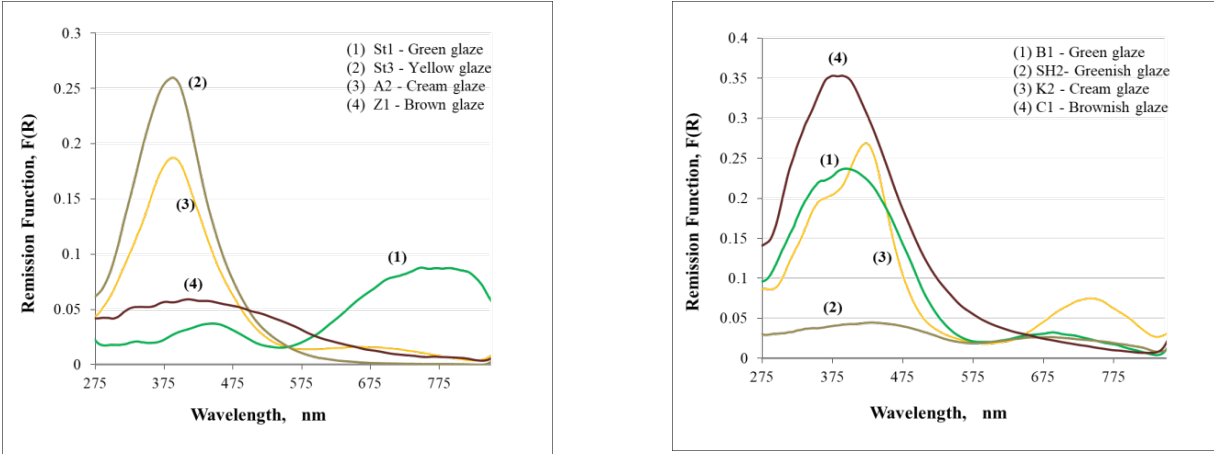 0.3
0.25
0.2
0.15
0.1
0.05
0
Remission Function, F(R)
(1) St1 - Green glaze
(2) St3 - Yellow glaze
(3) A2 - Cream glaze
(4) Z1 - Brown glaze
(2)
(3)
(4)
(1)
275 375 475 575 675 775
Wavelength, nm
0.4
0.35
0.3
0.25
0.2
0.15
0.1
0.05
0
Remission Function, F(R)
(1) B1 - Green glaze
(2) SH2- Greenish glaze
(3) K2 - Cream glaze
(4) C1 - Brownish glaze
(4)
(1)
(3)
(2)
275 375 475 575 675 775
Wavelength, nm